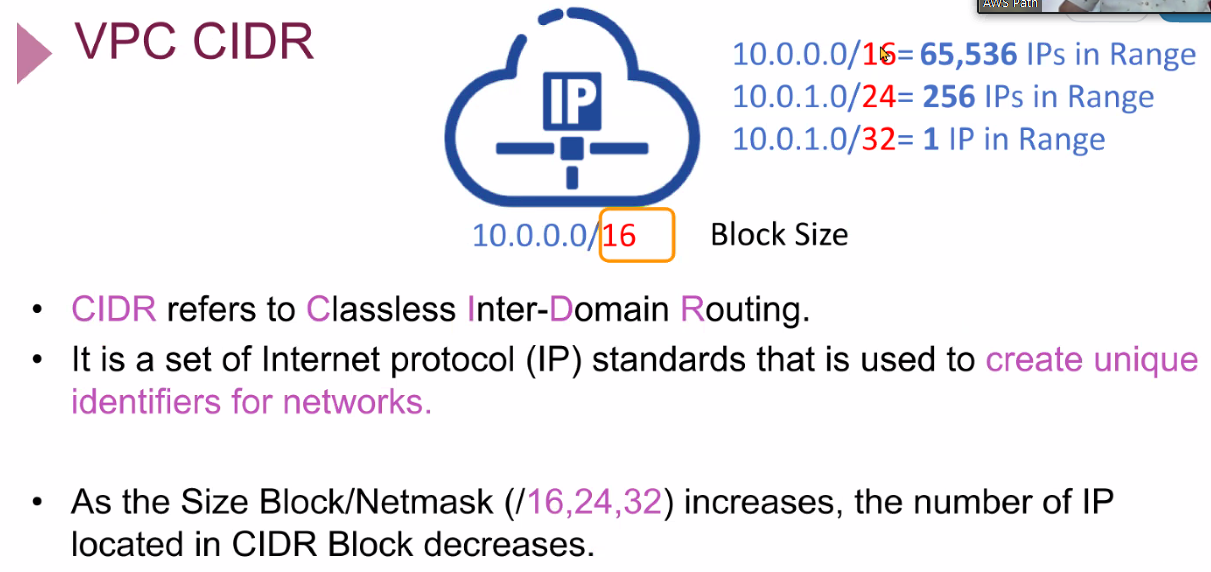 AWS Path
VPC CIDR
IP
10.0.0.0/16= 65,536 IPs in Range
10.0.1.0/24= 256 IPs in Range
10.0.1.0/32= 1 IP in Range
10.0.0.0/16 Block Size
• CIDR refers to Classless Inter-Domain Routing.
• It is a set of Internet protocol (IP) standards that is used to create unique
identifiers for networks.
• As the Size Block/Netmask (/16,24,32) increases, the number of IP
located in CIDR Block decreases.